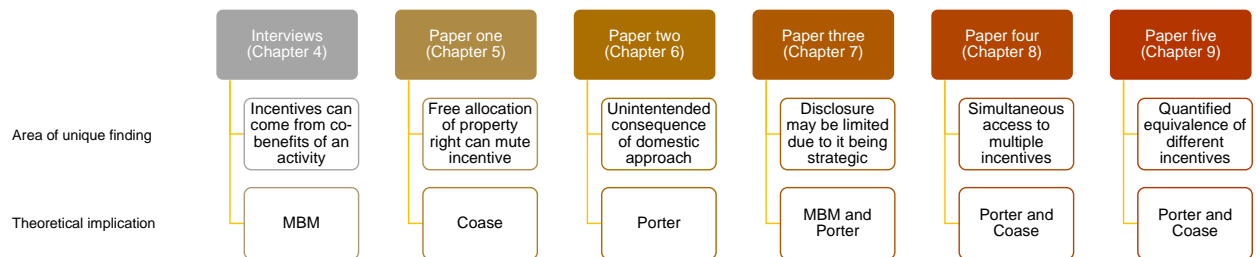 Interviews
(Chapter 4)
Paper one
(Chapter 5)
Paper two
(Chapter 6)
Paper three
(Chapter 7)
Paper four
(Chapter 8)
Paper five
(Chapter 9)
Area of unique finding
Incentives can
come from co-
benefits of an
activity
Free allocation
of property
right can mute
incentive
Unintentended
consequence
of domestic
approach
Disclosure
may be limited
due to it being
strategic
Simultaneous
access to
multiple
incentives
Quantified
equivalence of
different
incentives
Theoretical implication
MBM
Coase
Porter
MBM and
Porter
Porter and
Coase
Porter and
Coase